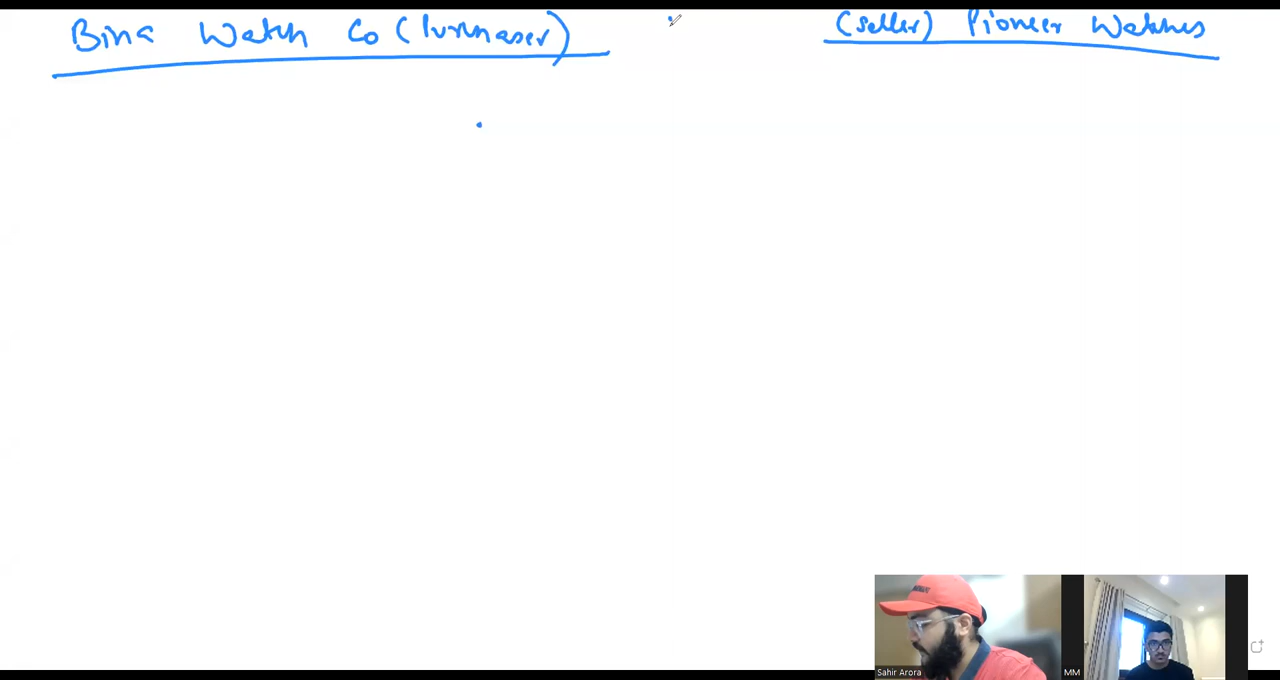 Bina Watch Co (Purchaser)
(seller) Pioneer Watches
Sahir Arora
MM